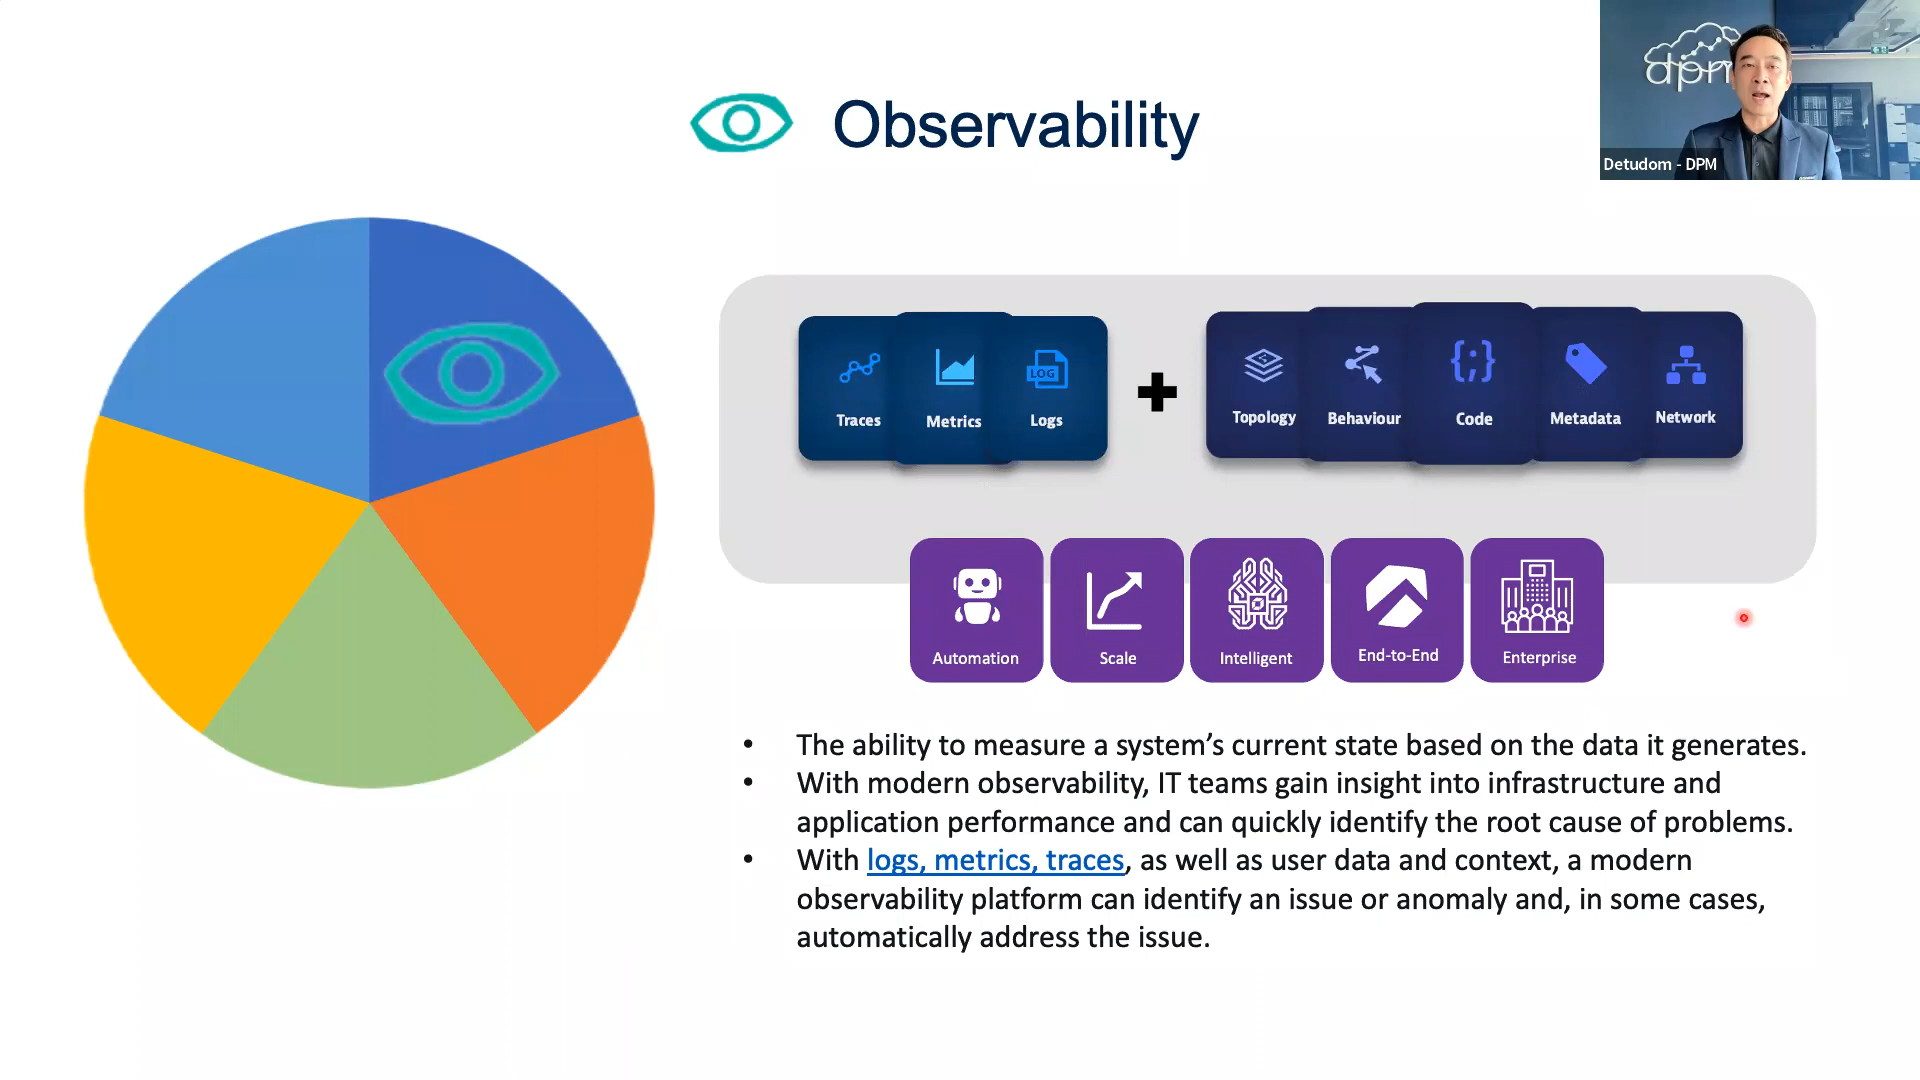 dpm
Detudom - DPM
Observability
Traces
Metrics
LOG
Logs
Topology
Behaviour
Code
Metadata
Network
Automation
Scale
Intelligent
End-to-End
Enterprise
• The ability to measure a system’s current state based on the data it generates.
• With modern observability, IT teams gain insight into infrastructure and
application performance and can quickly identify the root cause of problems.
• With logs, metrics, traces, as well as user data and context, a modern
observability platform can identify an issue or anomaly and, in some cases,
automatically address the issue.